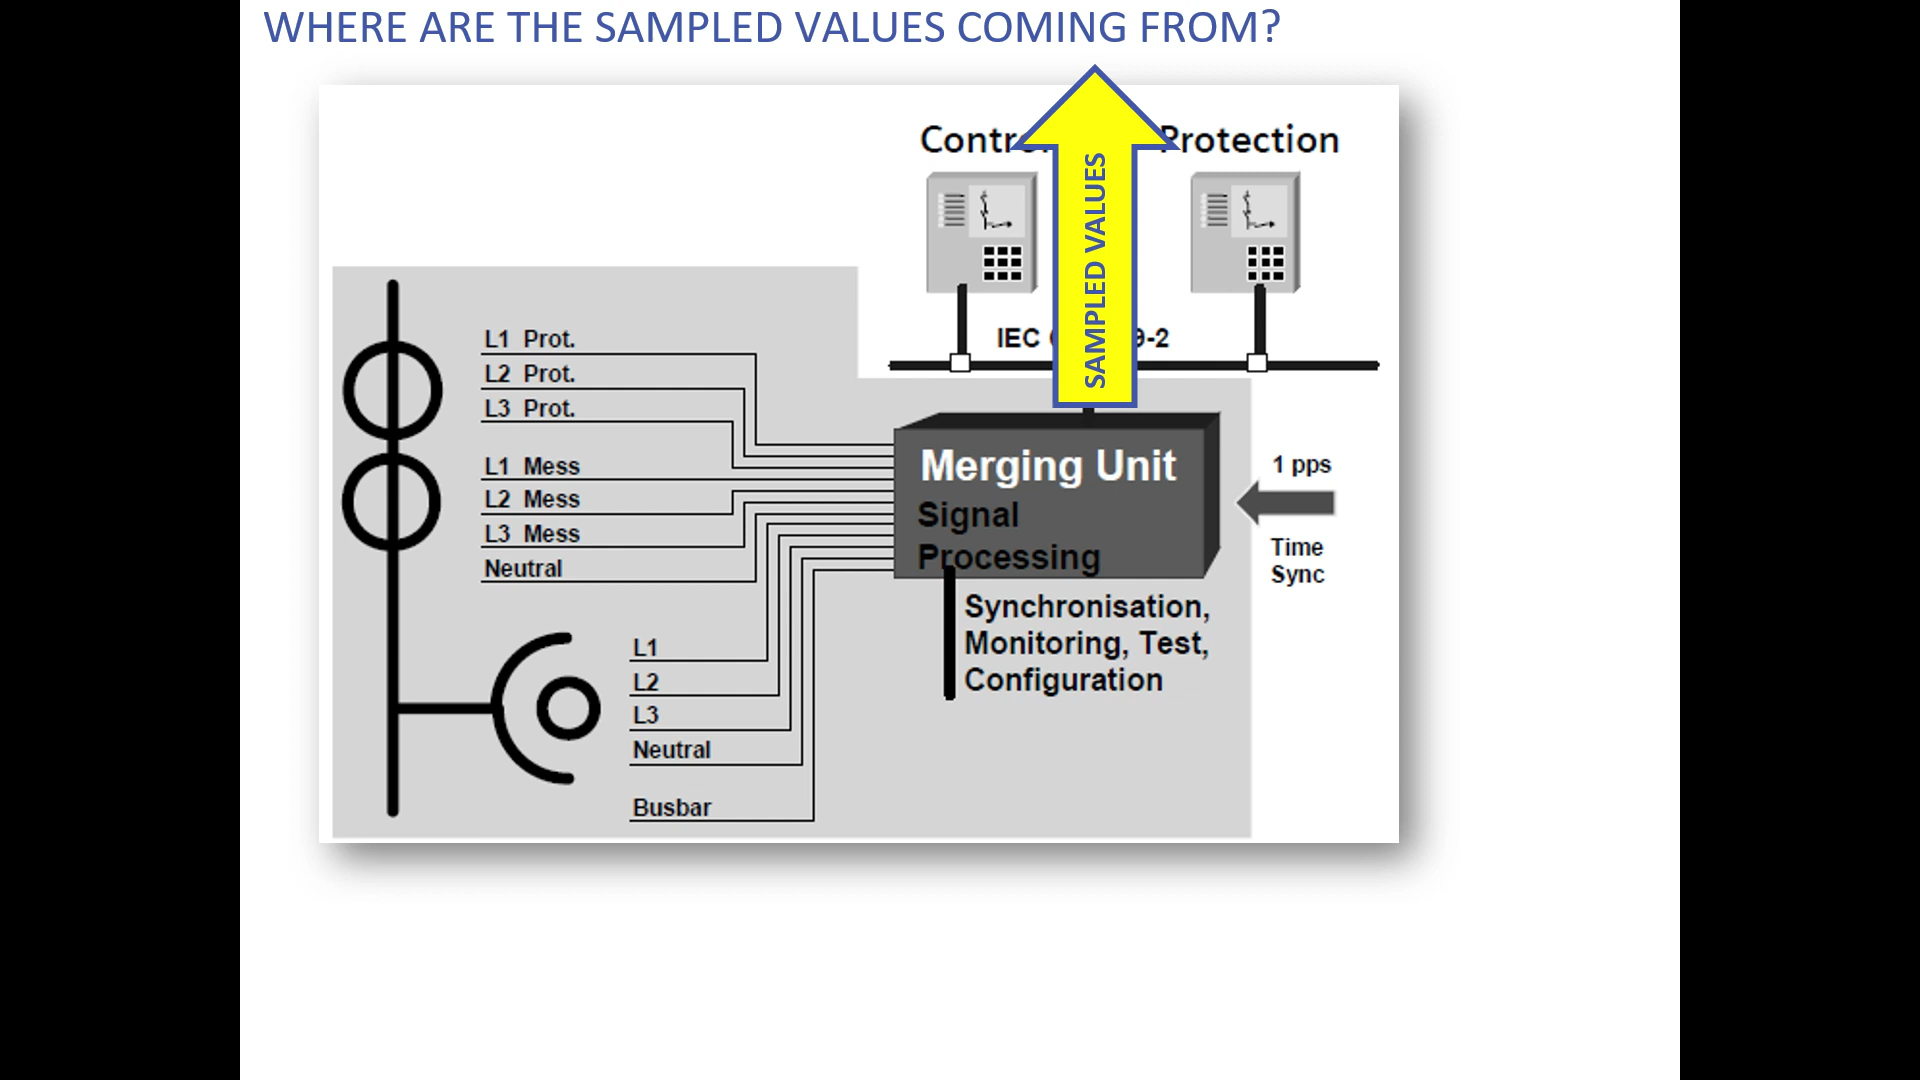 WHERE ARE THE SAMPLED VALUES COMING FROM?
Protection
SAMPLED VALUES
IEC 9-2
L1 Prot.
L2 Prot.
L3 Prot.
L1 Mess
L2 Mess
L3 Mess
Neutral
Merging Unit
Signal
Processing
1 pps
Time
Sync
Synchronisation,
Monitoring, Test,
Configuration
L1
L2
L3
Neutral
Busbar